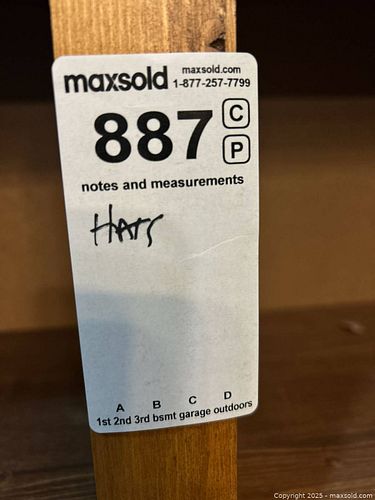 maxsold
maxsold.com
1-877-257-7799
887
C
P
notes and measurements
HATS
A B C D
1st 2nd 3rd bsmt garage outdoors
Copyright 2025 - maxsold.com